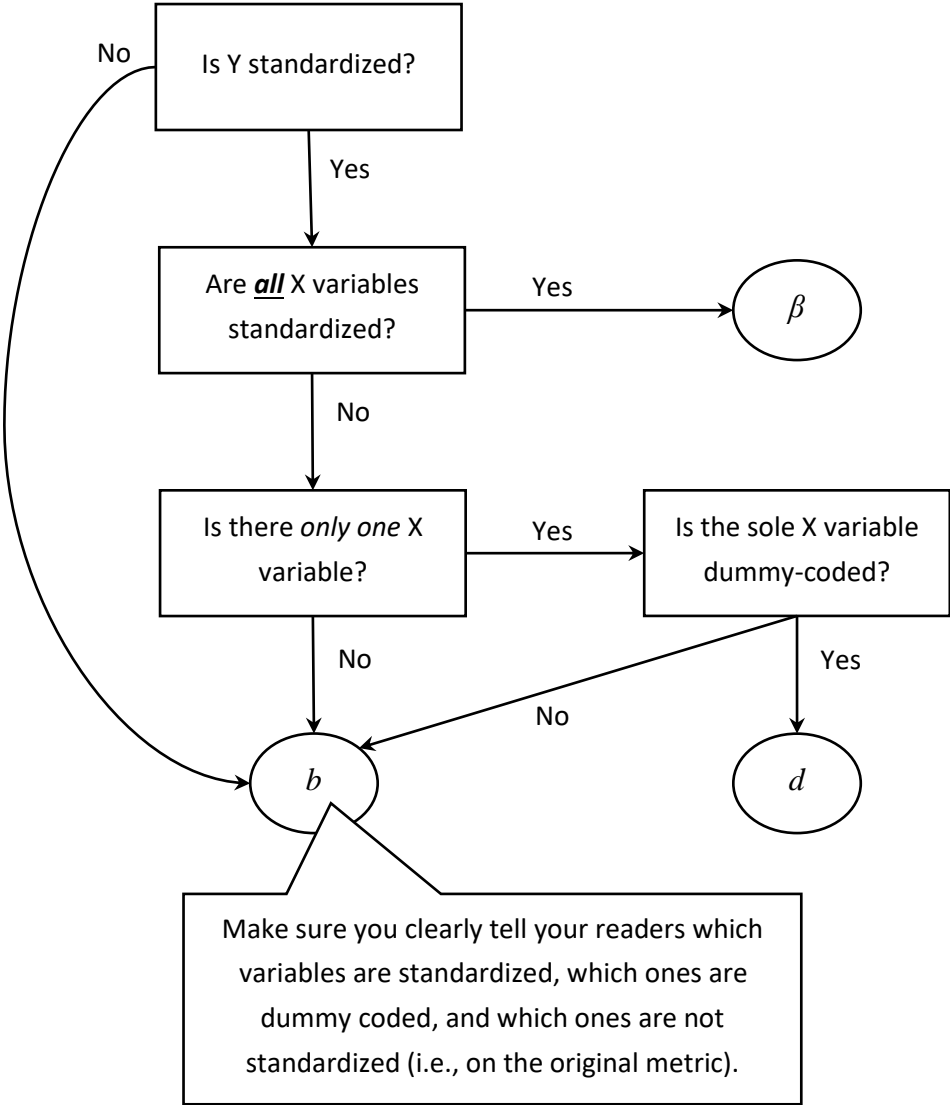 No
Is Y standardized?
Yes
Are all X variables
standardized?
Yes
β
No
Is there only one X
variable?
Yes
Is the sole X variable
dummy-coded?
No
No
Yes
b
d
Make sure you clearly tell your readers which
variables are standardized, which ones are
dummy coded, and which ones are not
standardized (i.e., on the original metric).